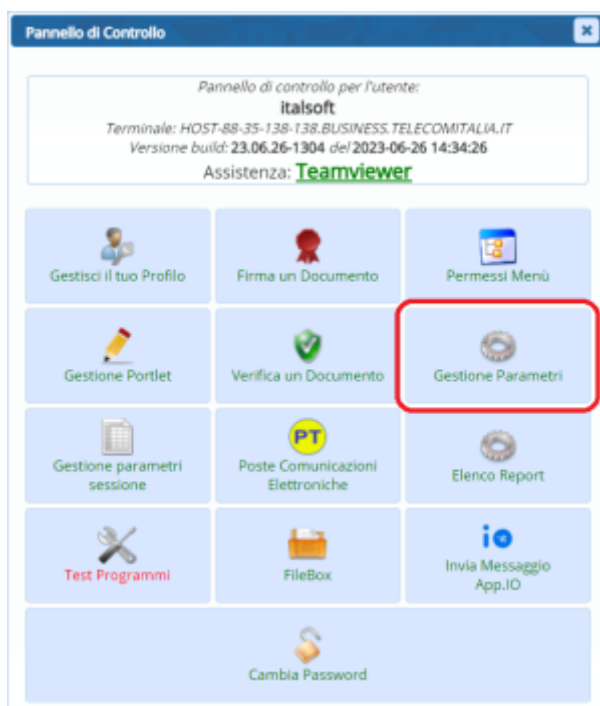 Pannello di Controllo
Pannello di controllo per l'utente:
italsoft
Terminale: HOST-88-35-138-138.BUSINESS.TELECOMITALIA.IT
Versione build: 23.06.26-1304 del 2023-06-26 14:34:26
Assistenza: Teamviewer
Gestisci il tuo Profilo
Firma un Documento
Permessi Menù
Gestione Portlet
Verifica un Documento
Gestione Parametri
Gestione parametri
sessione
PT
Poste Comunicazioni
Elettroniche
Elenco Report
Test Programmi
FileBox
io
Invia Messaggio
App.IO
Cambia Password